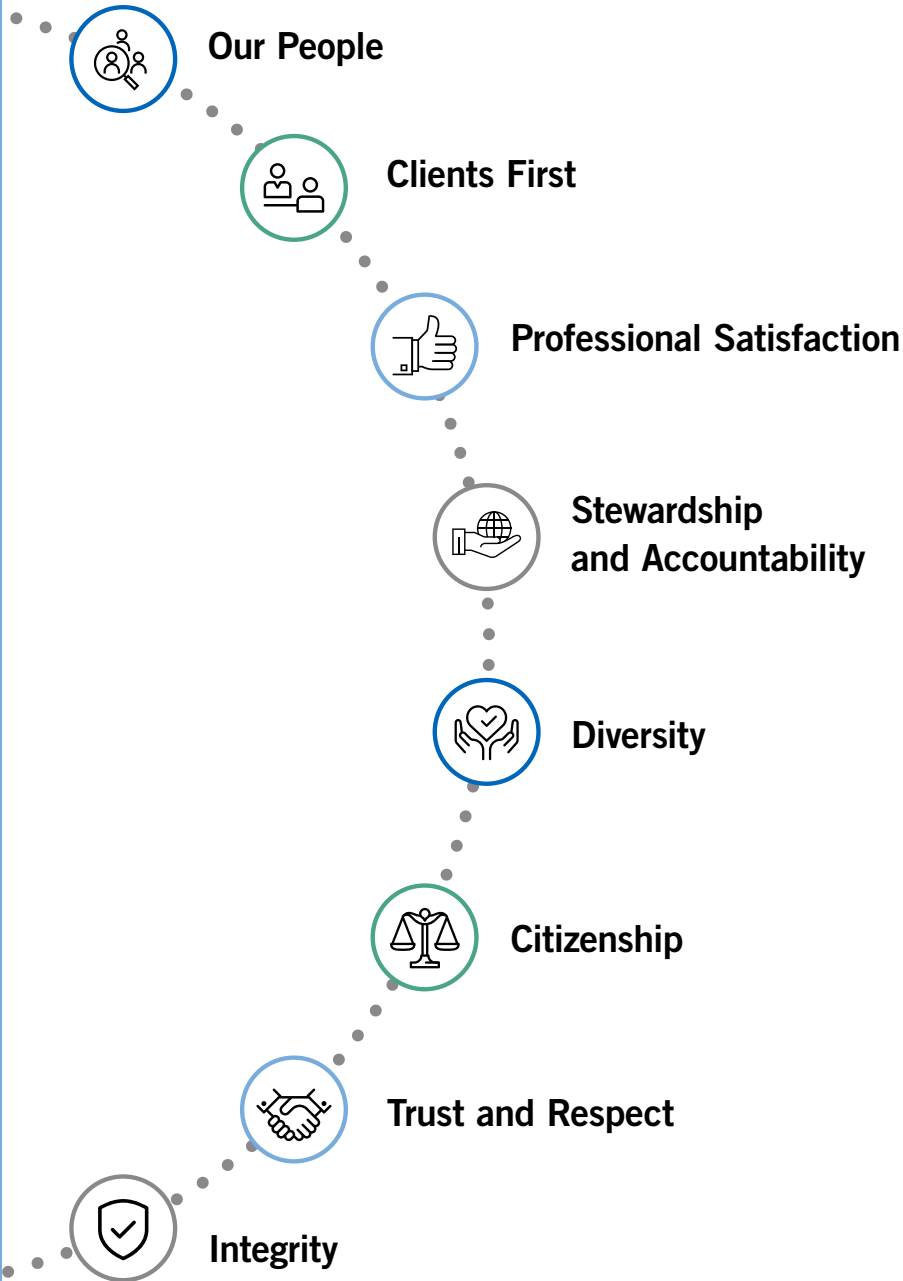 Our People
Clients First
Professional Satisfaction
Stewardship
and Accountability
Diversity
Citizenship
Trust and Respect
Integrity